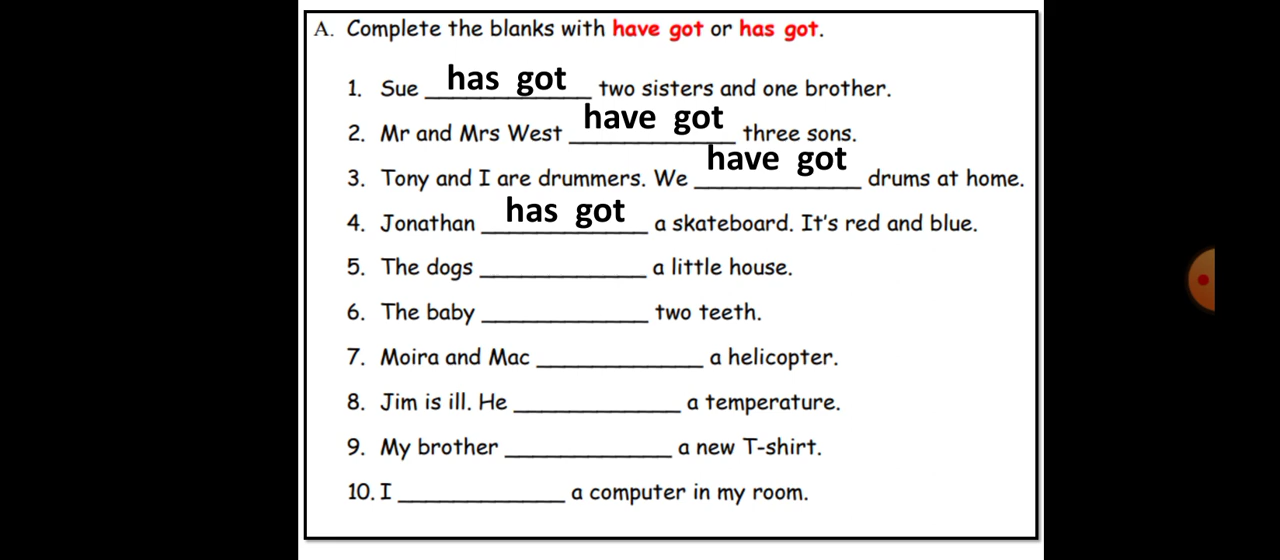 A. Complete the blanks with have got or has got.
1. Sue has got two sisters and one brother.
2. Mr and Mrs West have got three sons.
3. Tony and I are drummers. We have got drums at home.
4. Jonathan has got a skateboard. It's red and blue.
5. The dogs ____________ a little house.
6. The baby ____________ two teeth.
7. Moira and Mac ____________ a helicopter.
8. Jim is ill. He ____________ a temperature.
9. My brother ____________ a new T-shirt.
10. I ____________ a computer in my room.